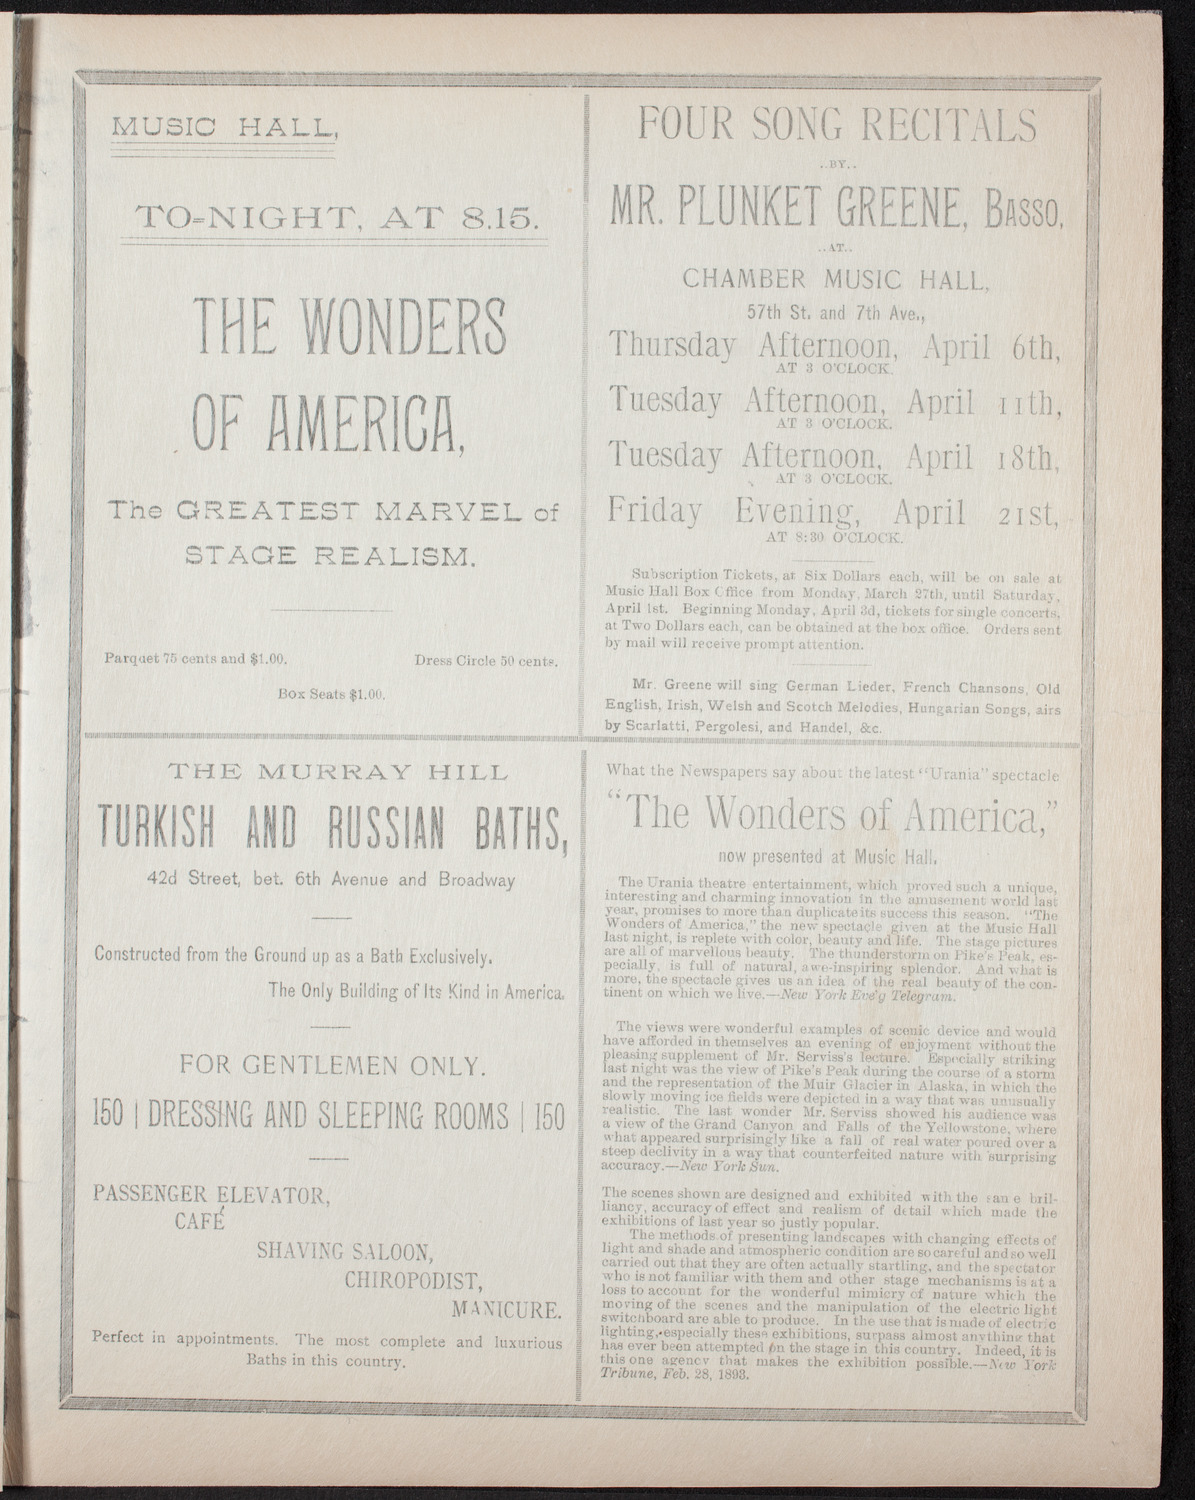 MUSIC HALL,
TO=NIGHT, AT 8.15.
THE WONDERS
OF AMERICA,
The GREATEST MARVEL of
STAGE REALISM.
Parquet 75 cents and $1.00.
Dress Circle 50 cents.
Box Seats $1.00.
FOUR SONG RECITALS
..BY..
MR. PLUNKET GREENE, BASSO,
..AT..
CHAMBER MUSIC HALL,
57th St. and 7th Ave.,
Thursday Afternoon, April 6th,
AT 3 O'CLOCK.
Tuesday Afternoon, April 11th,
AT 3 O'CLOCK.
Tuesday Afternoon, April 18th,
AT 3 O'CLOCK.
Friday Evening, April 21st,
AT 8:30 O'CLOCK.
Subscription Tickets, at Six Dollars each, will be on sale at
Music Hall Box Office from Monday, March 27th, until Saturday,
April 1st. Beginning Monday, April 3d, tickets for single concerts,
at Two Dollars each, can be obtained at the box office. Orders sent
by mail will receive prompt attention.
Mr. Greene will sing German Lieder, French Chansons, Old
English, Irish, Welsh and Scotch Melodies, Hungarian Songs, airs
by Scarlatti, Pergolesi, and Handel, &c.
THE MURRAY HILL
TURKISH AND RUSSIAN BATHS,
42d Street, bet. 6th Avenue and Broadway
Constructed from the Ground up as a Bath Exclusively.
The Only Building of Its Kind in America.
FOR GENTLEMEN ONLY.
150 | DRESSING AND SLEEPING ROOMS | 150
PASSENGER ELEVATOR,
CAFÉ
SHAVING SALOON,
CHIROPODIST,
MANICURE.
Perfect in appointments. The most complete and luxurious
Baths in this country.
What the Newspapers say about the latest "Urania" spectacle
"The Wonders of America,"
now presented at Music Hall.
The Urania theatre entertainment, which proved such a unique,
interesting and charming innovation in the amusement world last
year, promises to more than duplicate its success this season. "The
Wonders of America," the new spectacle given at the Music Hall
last night, is replete with color, beauty and life. The stage pictures
are all of marvellous beauty. The thunderstorm on Pike's Peak, es-
pecially, is full of natural, awe-inspiring splendor. And what is
more, the spectacle gives us an idea of the real beauty of the con-
tinent on which we live.—New York Eve'g Telegram.
The views were wonderful examples of scenic device and would
have afforded in themselves an evening of enjoyment without the
pleasing supplement of Mr. Serviss's lecture. Especially striking
last night was the view of Pike's Peak during the course of a storm
and the representation of the Muir Glacier in Alaska, in which the
slowly moving ice fields were depicted in a way that was unusually
realistic. The last wonder Mr. Serviss showed his audience was
a view of the Grand Canyon and Falls of the Yellowstone, where
what appeared surprisingly like a fall of real water poured over a
steep declivity in a way that counterfeited nature with surprising
accuracy.—New York Sun.
The scenes shown are designed and exhibited with the same bril-
liancy, accuracy of effect and realism of detail which made the
exhibitions of last year so justly popular.
The methods of presenting landscapes with changing effects of
light and shade and atmospheric condition are so careful and so well
carried out that they are often actually startling, and the spectator
who is not familiar with them and other stage mechanisms is at a
loss to account for the wonderful mimicry of nature which the
moving of the scenes and the manipulation of the electric light
switchboard are able to produce. In the use that is made of electric
lighting, especially these exhibitions, surpass almost anything that
has ever been attempted on the stage in this country. Indeed, it is
this one agency that makes the exhibition possible.—New York
Tribune, Feb. 28, 1893.